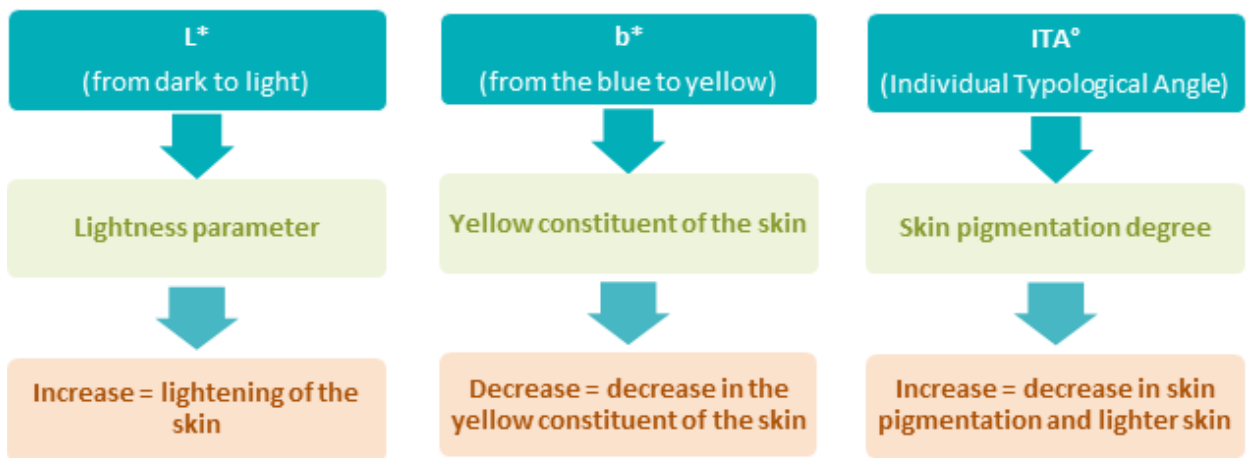 L*
(from dark to light)
Lightness parameter
Increase = lightening of the
skin
b*
(from the blue to yellow)
Yellow constituent of the skin
Decrease = decrease in the
yellow constituent of the skin
ITA°
(Individual Typological Angle)
Skin pigmentation degree
Increase = decrease in skin
pigmentation and lighter skin